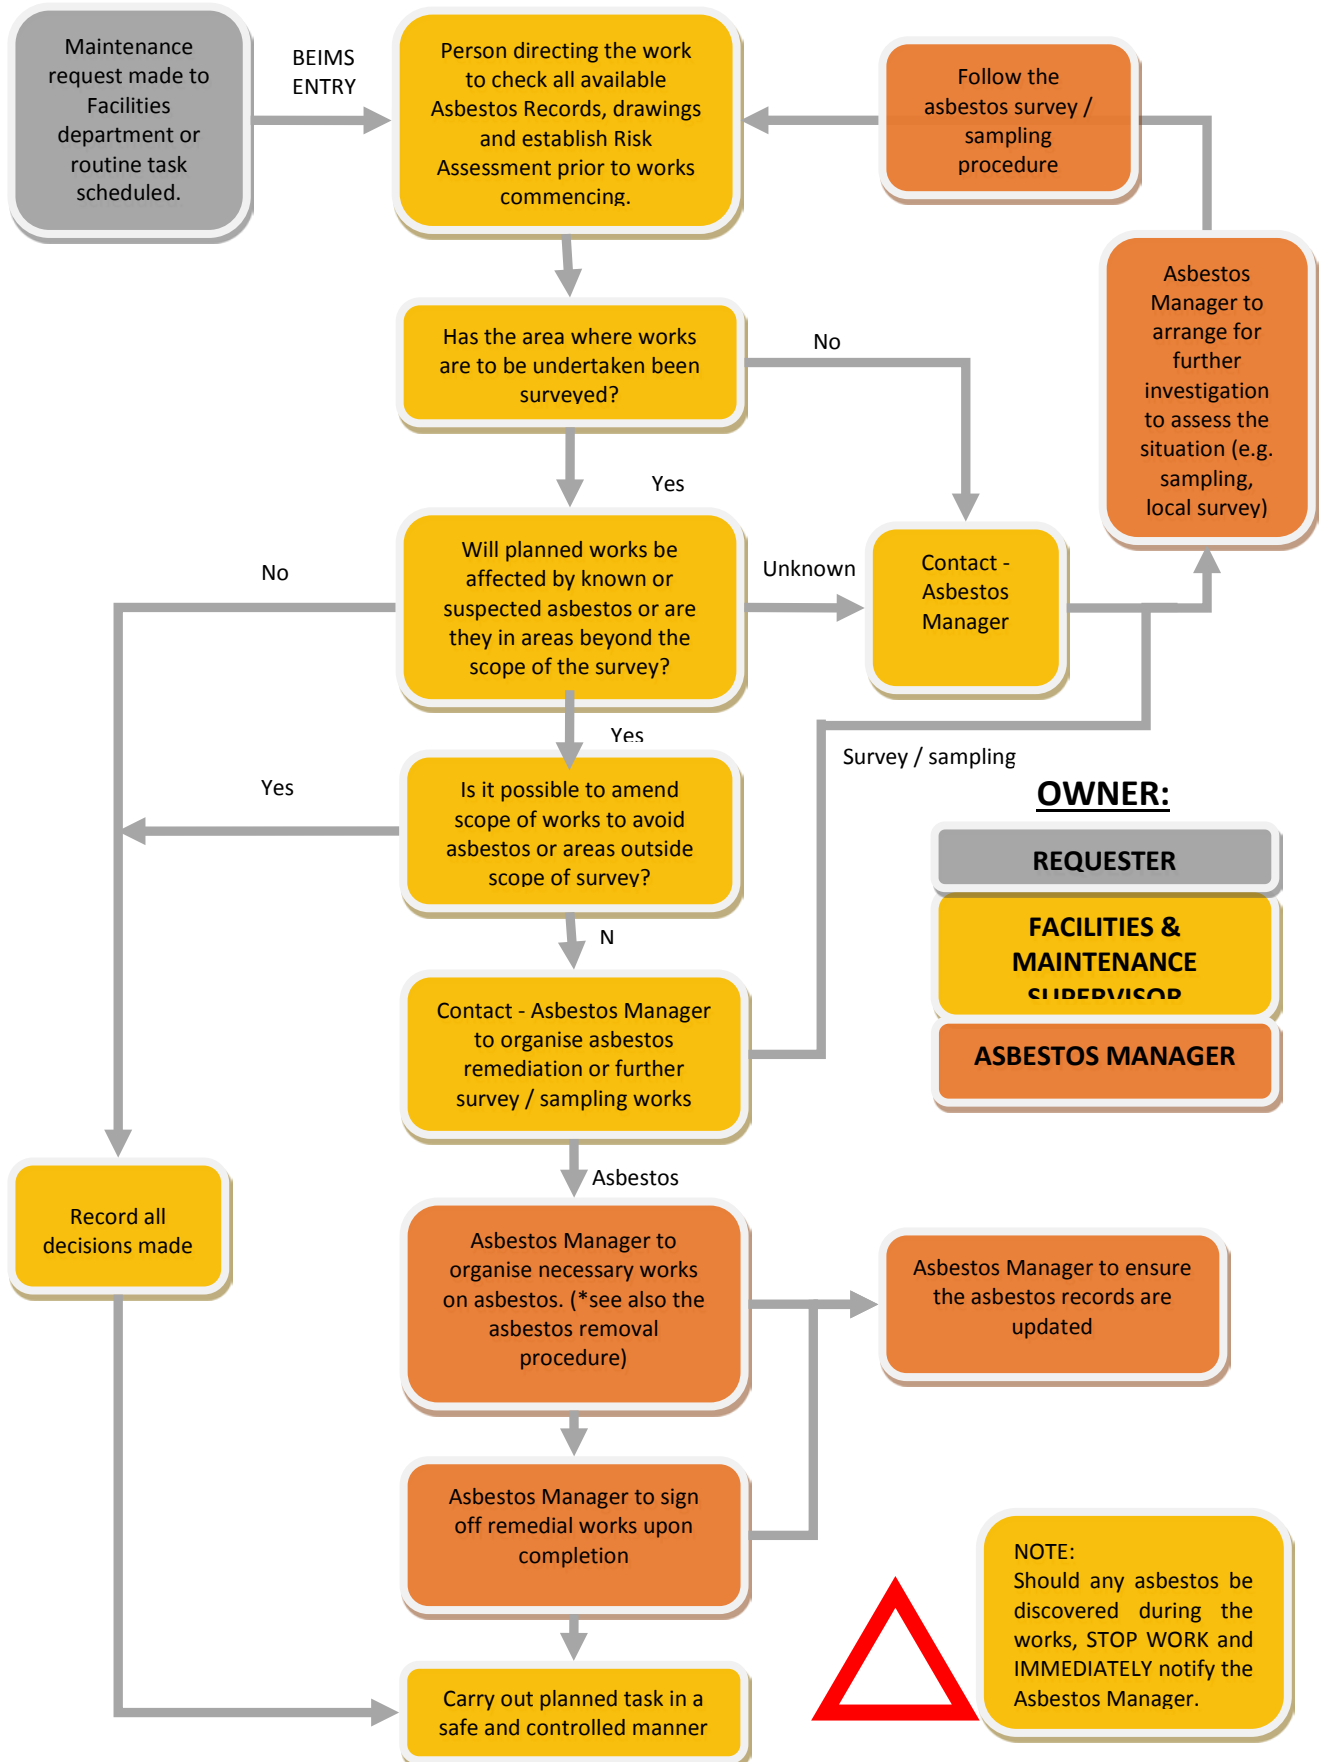 Maintenance
request made to
Facilities
department or
routine task
scheduled.
BEIMS
ENTRY
Person directing the work
to check all available
Asbestos Records, drawings
and establish Risk
Assessment prior to works
commencing.
Follow the
asbestos survey /
sampling
procedure
Asbestos
Manager to
arrange for
further
investigation
to assess the
situation (e.g.
sampling,
local survey)
Has the area where works
are to be undertaken been
surveyed?
No
Yes
Will planned works be
affected by known or
suspected asbestos or are
they in areas beyond the
scope of the survey?
No
Unknown
Contact -
Asbestos
Manager
Yes
Is it possible to amend
scope of works to avoid
asbestos or areas outside
scope of survey?
Yes
Survey / sampling
N
OWNER:
REQUESTER
FACILITIES &
MAINTENANCE
SUPERVISOR
ASBESTOS MANAGER
Contact - Asbestos Manager
to organise asbestos
remediation or further
survey / sampling works
Asbestos
Record all
decisions made
Asbestos Manager to
organise necessary works
on asbestos. (*see also the
asbestos removal
procedure)
Asbestos Manager to ensure
the asbestos records are
updated
Asbestos Manager to sign
off remedial works upon
completion
NOTE:
Should any asbestos be
discovered during the
works, STOP WORK and
IMMEDIATELY notify the
Asbestos Manager.
Carry out planned task in a
safe and controlled manner